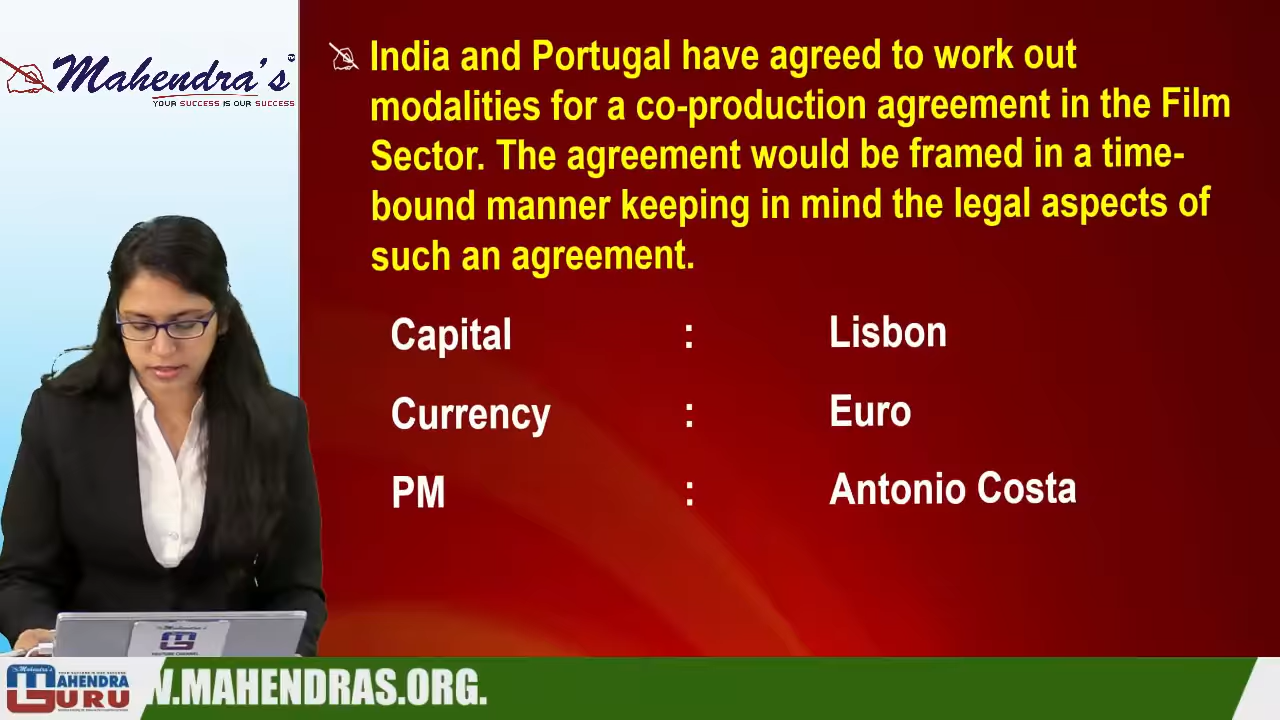 Mahendra's
YOUR SUCCESS IS OUR SUCCESS
India and Portugal have agreed to work out
modalities for a co-production agreement in the Film
Sector. The agreement would be framed in a time-
bound manner keeping in mind the legal aspects of
such an agreement.
Capital : Lisbon
Currency : Euro
PM : Antonio Costa
Mahendra's
MAHENDRA
GURU
W.MAHENDRAS.ORG.